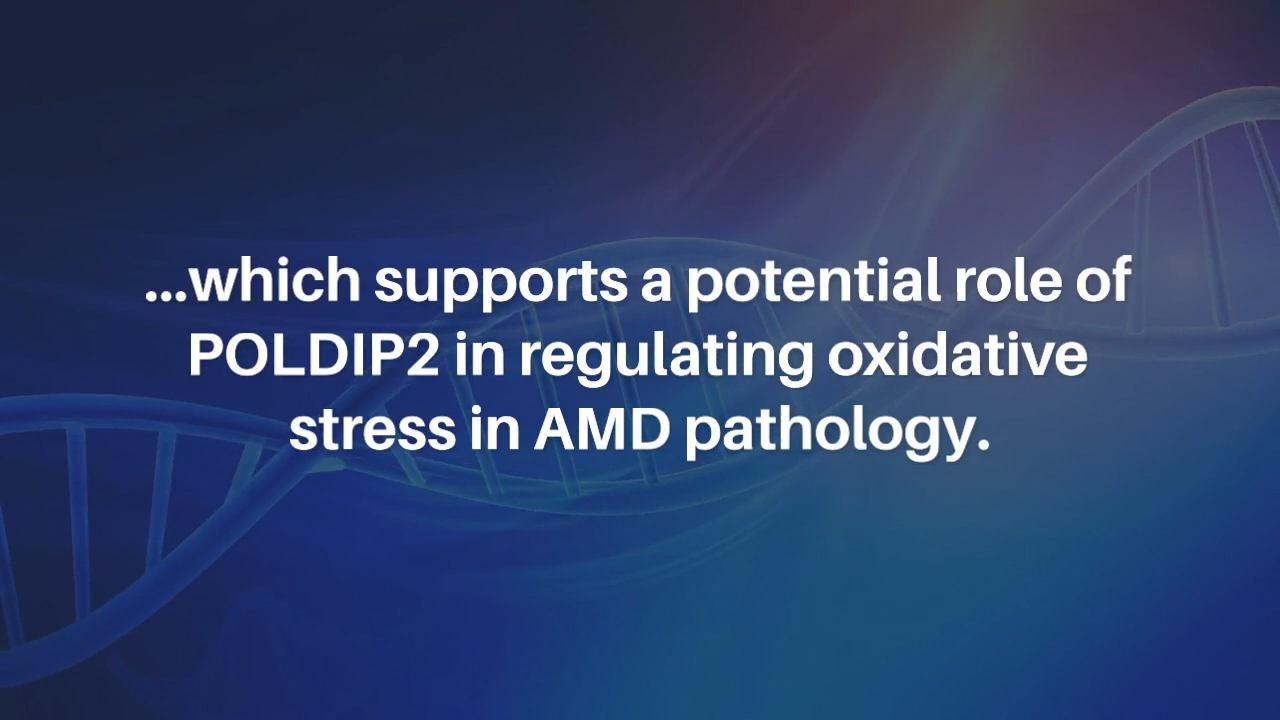 ...which supports a potential role of
POLDIP2 in regulating oxidative
stress in AMD pathology.